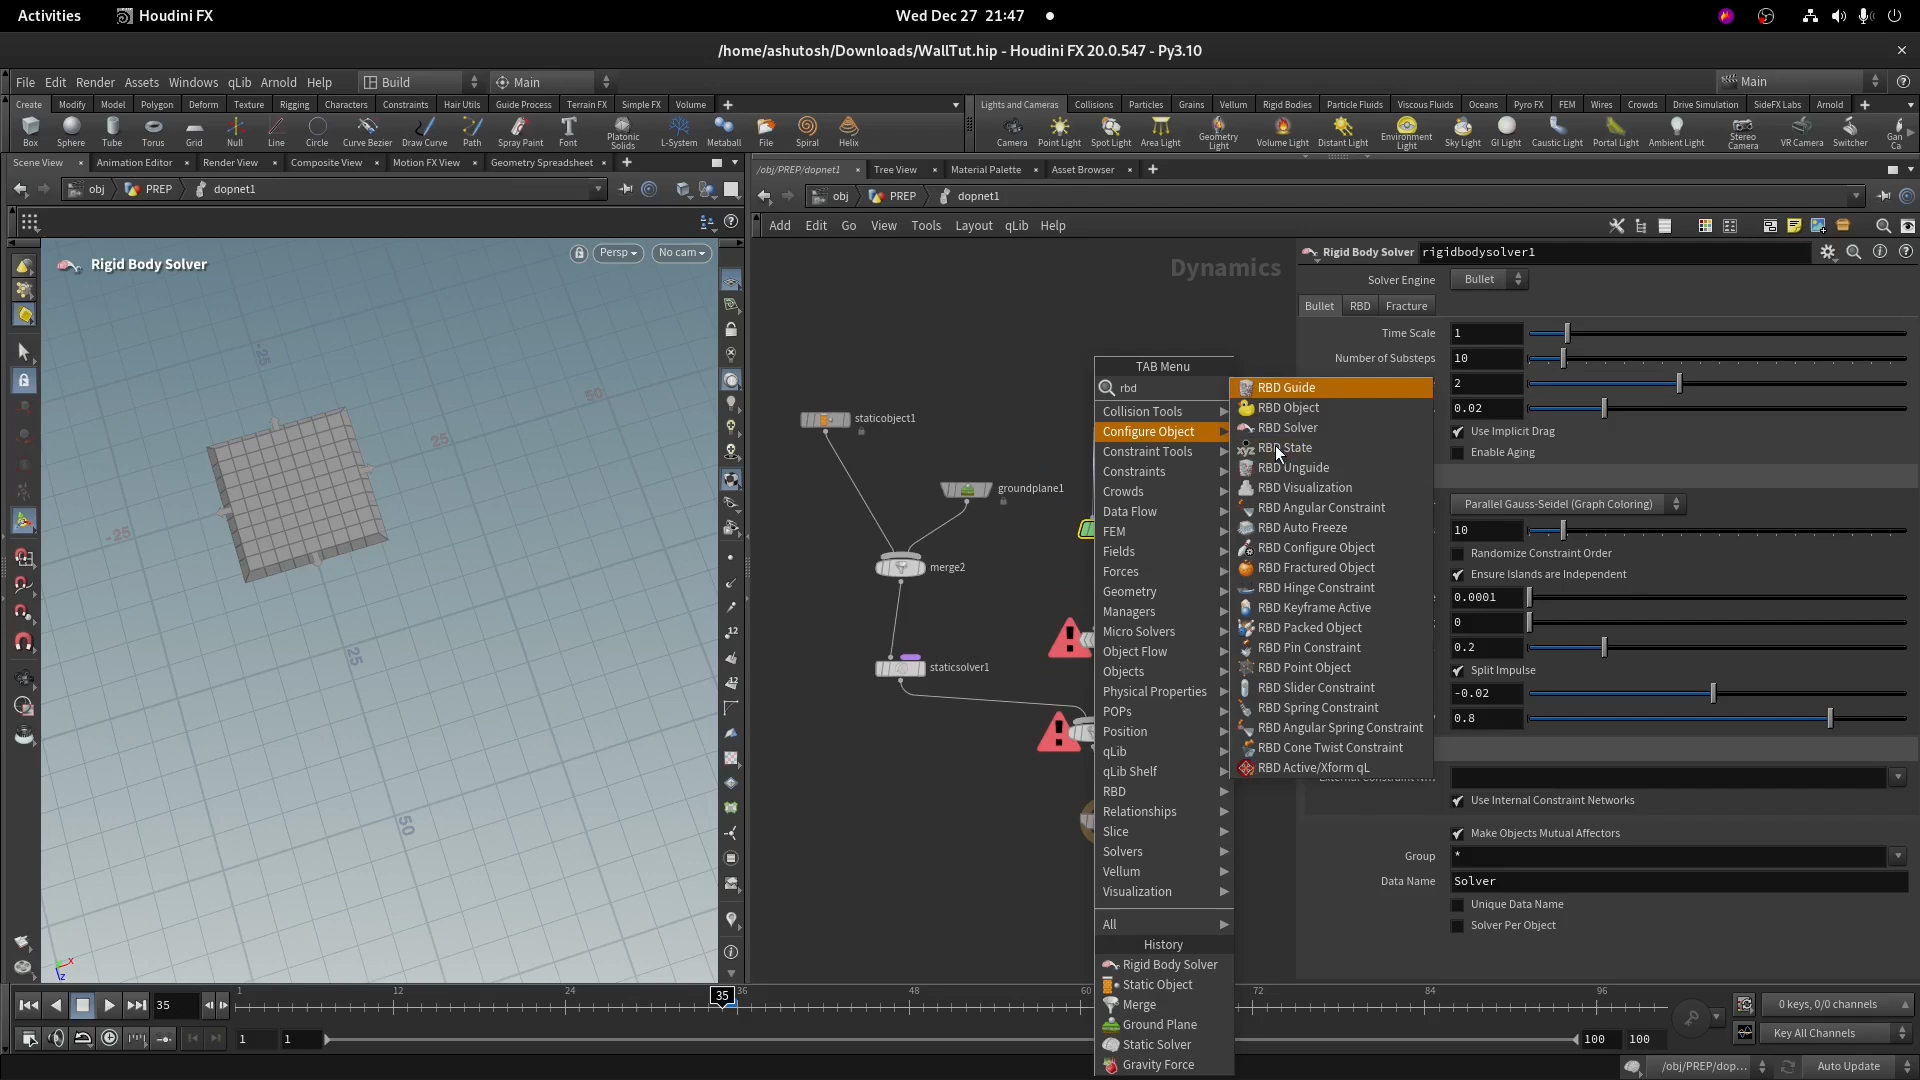 Activities
Houdini FX
Wed Dec 27 21:47
/home/ashutosh/Downloads/WallTut.hip - Houdini FX 20.0.547 - Py3.10
File Edit Render Assets Windows qLib Arnold Help
Build
Main
Main
Create Modify Model Polygon Deform Texture Rigging Characters Constraints Hair Utils Guide Process Terrain FX Simple FX Volume
Lights and Cameras Collisions Particles Grains Vellum Rigid Bodies Particle Fluids Viscous Fluids Oceans Pyro FX FEM Wires Crowds Drive Simulation SideFX Labs Arnold
Box Sphere Tube Torus Grid Null Line Circle Curve Bezier Draw Curve Path Spray Paint Font Platonic Solids L-System Metaball File Spiral Helix
Camera Point Light Spot Light Area Light Geometry Light Volume Light Distant Light Environment Light Sky Light GI Light Caustic Light Portal Light Ambient Light Stereo Camera VR Camera Switcher Gan Ca
Scene View Animation Editor Render View Composite View Motion FX View Geometry Spreadsheet
/obj/PREP/dopnet1 Tree View Material Palette Asset Browser
obj PREP dopnet1
obj PREP dopnet1
Add Edit Go View Tools Layout qLib Help
Rigid Body Solver
Persp
No cam
-25
50
25
-25
25
50
z
x
Dynamics
staticobject1
groundplane1
merge2
staticsolver1
TAB Menu
rbd
Collision Tools
Configure Object
Constraint Tools
Constraints
Crowds
Data Flow
FEM
Fields
Forces
Geometry
Managers
Micro Solvers
Object Flow
Objects
Physical Properties
POPs
Position
qLib
qLib Shelf
RBD
Relationships
Slice
Solvers
Vellum
Visualization
All
History
Rigid Body Solver
Static Object
Merge
Ground Plane
Static Solver
Gravity Force
RBD Guide
RBD Object
RBD Solver
RBD State
RBD Unguide
RBD Visualization
RBD Angular Constraint
RBD Auto Freeze
RBD Configure Object
RBD Fractured Object
RBD Hinge Constraint
RBD Keyframe Active
RBD Packed Object
RBD Pin Constraint
RBD Point Object
RBD Slider Constraint
RBD Spring Constraint
RBD Angular Spring Constraint
RBD Cone Twist Constraint
RBD Active/Xform qL
Rigid Body Solver rigidbodysolver1
Solver Engine Bullet
Bullet RBD Fracture
Time Scale 1
Number of Substeps 10
2
0.02
Use Implicit Drag
Enable Aging
Parallel Gauss-Seidel (Graph Coloring)
10
Randomize Constraint Order
Ensure Islands are Independent
0.0001
0
0.2
Split Impulse
-0.02
0.8
Use Internal Constraint Networks
Make Objects Mutual Affectors
Group *
Data Name Solver
Unique Data Name
Solver Per Object
35
1 12 24 35 36 48 60 72 84 96
0 keys, 0/0 channels
1 1 100 100
Key All Channels
/obj/PREP/dop...
Auto Update